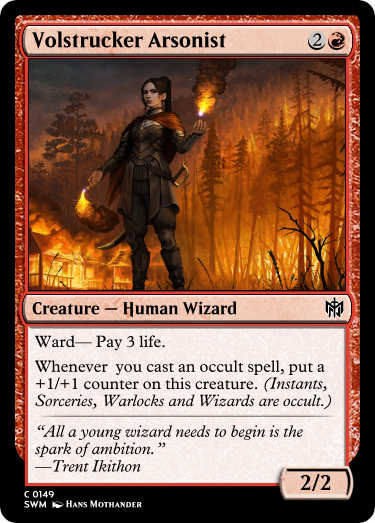 Volstrucker Arsonist 2
Creature — Human Wizard
Ward— Pay 3 life.
Whenever you cast an occult spell, put a
+1/+1 counter on this creature. (Instants,
Sorceries, Warlocks and Wizards are occult.)
“All a young wizard needs to begin is the
spark of ambition.”
—Trent Ikithon
2/2
C 0149
SWM Hans Mothander